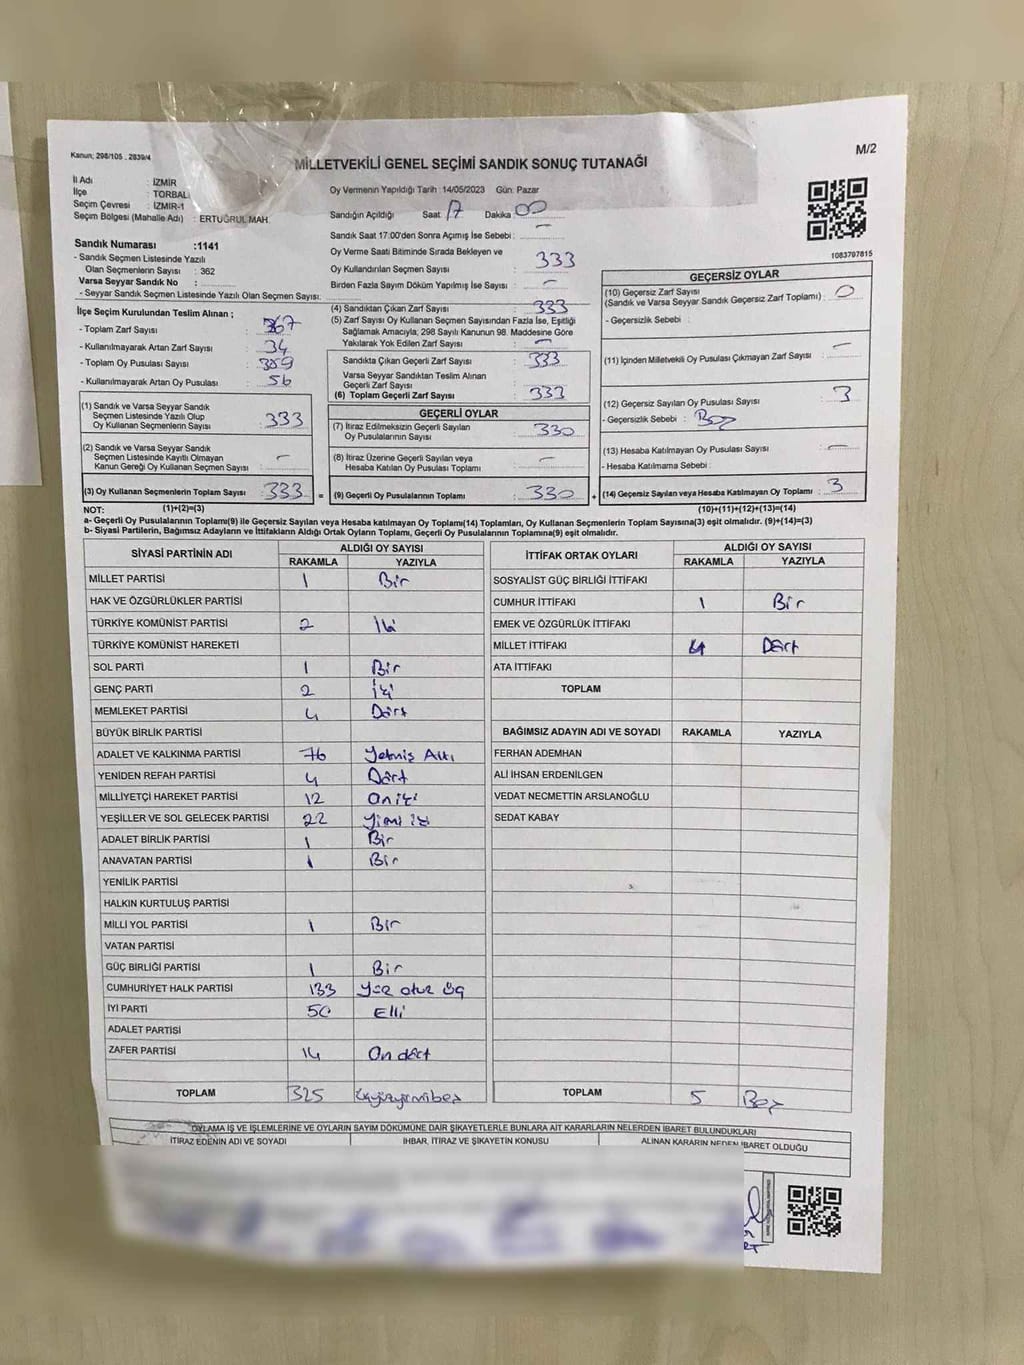 Kanun; 298/105 , 2839/4
MİLLETVEKİLİ GENEL SEÇİMİ SANDIK SONUÇ TUTANAĞI
M/2
İl Adı : İZMİR
İlçe : TORBALI
Seçim Çevresi : İZMİR-1
Seçim Bölgesi (Mahalle Adı) : ERTUĞRUL MAH.
Oy Vermenin Yapıldığı Tarih : 14/05/2023 Gün: Pazar
Sandığın Açıldığı Saat : 17 Dakika : 00
Sandık Saat 17:00'den Sonra Açılmış İse Sebebi : —
Oy Verme Saati Bitiminde Sırada Bekleyen ve
Oy Kullandırılan Seçmen Sayısı : 333
Birden Fazla Sayım Döküm Yapılmış İse Sayısı : —
Sandık Numarası :1141
- Sandık Seçmen Listesinde Yazılı
Olan Seçmenlerin Sayısı : 362
Varsa Seyyar Sandık No :
- Seyyar Sandık Seçmen Listesinde Yazılı Olan Seçmen Sayısı:
1083797815
İlçe Seçim Kurulundan Teslim Alınan ;
- Toplam Zarf Sayısı : 367
- Kullanılmayarak Artan Zarf Sayısı : 34
- Toplam Oy Pusulası Sayısı : 389
- Kullanılmayarak Artan Oy Pusulası : 56
(1) Sandık ve Varsa Seyyar Sandık
Seçmen Listesinde Yazılı Olup
Oy Kullanan Seçmenlerin Sayısı : 333
(2) Sandık ve Varsa Seyyar Sandık
Seçmen Listesinde Kayıtlı Olmayan
Kanun Gereği Oy Kullanan Seçmen Sayısı : —
(3) Oy Kullanan Seçmenlerin Toplam Sayısı : 333 =
(4) Sandıktan Çıkan Zarf Sayısı : 333
(5) Zarf Sayısı Oy Kullanan Seçmen Sayısından Fazla İse, Eşitliği
Sağlamak Amacıyla; 298 Sayılı Kanunun 98. Maddesine Göre
Yakılarak Yok Edilen Zarf Sayısı : —
Sandıkta Çıkan Geçerli Zarf Sayısı : 333
Varsa Seyyar Sandıktan Teslim Alınan
Geçerli Zarf Sayısı :
(6) Toplam Geçerli Zarf Sayısı : 333
GEÇERLİ OYLAR
(7) İtiraz Edilmeksizin Geçerli Sayılan
Oy Pusulalarının Sayısı : 330
(8) İtiraz Üzerine Geçerli Sayılan veya
Hesaba Katılan Oy Pusulası Toplamı : —
(9) Geçerli Oy Pusulalarının Toplamı : 330 +
GEÇERSİZ OYLAR
(10) Geçersiz Zarf Sayısı
(Sandık ve Varsa Seyyar Sandık Geçersiz Zarf Toplamı) : 0
- Geçersizlik Sebebi :
(11) İçinden Milletvekili Oy Pusulası Çıkmayan Zarf Sayısı : —
(12) Geçersiz Sayılan Oy Pusulası Sayısı : 3
- Geçersizlik Sebebi : Boş
(13) Hesaba Katılmayan Oy Pusulası Sayısı : —
- Hesaba Katılmama Sebebi :
(14) Geçersiz Sayılan veya Hesaba Katılmayan Oy Toplamı : 3
NOT: (1)+(2)=(3) (10)+(11)+(12)+(13)=(14)
a- Geçerli Oy Pusulalarının Toplamı(9) ile Geçersiz Sayılan veya Hesaba katılmayan Oy Toplamı(14) Toplamları, Oy Kullanan Seçmenlerin Toplam Sayısına(3) eşit olmalıdır. (9)+(14)=(3)
b- Siyasi Partilerin, Bağımsız Adayların ve İttifakların Aldığı Oyların Toplamı, Geçerli Oy Pusulalarının Toplamına(9) eşit olmalıdır.
SİYASİ PARTİNİN ADI ALDIĞI OY SAYISI
RAKAMLA YAZIYLA
MİLLET PARTİSİ 1 Bir
HAK VE ÖZGÜRLÜKLER PARTİSİ
TÜRKİYE KOMÜNİST PARTİSİ 2 İki
TÜRKİYE KOMÜNİST HAREKETİ
SOL PARTİ 1 Bir
GENÇ PARTİ 2 İki
MEMLEKET PARTİSİ 4 Dört
BÜYÜK BİRLİK PARTİSİ
ADALET VE KALKINMA PARTİSİ 76 Yetmiş Altı
YENİDEN REFAH PARTİSİ 4 Dört
MİLLİYETÇİ HAREKET PARTİSİ 12 On iki
YEŞİLLER VE SOL GELECEK PARTİSİ 22 Yirmi iki
ADALET BİRLİK PARTİSİ 1 Bir
ANAVATAN PARTİSİ 1 Bir
YENİLİK PARTİSİ
HALKIN KURTULUŞ PARTİSİ
MİLLİ YOL PARTİSİ 1 Bir
VATAN PARTİSİ
GÜÇ BİRLİĞİ PARTİSİ 1 Bir
CUMHURİYET HALK PARTİSİ 133 Yüz otuz üç
İYİ PARTİ 50 Elli
ADALET PARTİSİ
ZAFER PARTİSİ 14 On dört
TOPLAM 325 üçyüzyirmibeş
İTTİFAK ORTAK OYLARI ALDIĞI OY SAYISI
RAKAMLA YAZIYLA
SOSYALİST GÜÇ BİRLİĞİ İTTİFAKI
CUMHUR İTTİFAKI 1 Bir
EMEK VE ÖZGÜRLÜK İTTİFAKI
MİLLET İTTİFAKI 4 Dört
ATA İTTİFAKI
TOPLAM
BAĞIMSIZ ADAYIN ADI VE SOYADI RAKAMLA YAZIYLA
FERHAN ADEMHAN
ALİ İHSAN ERDENİLGEN
VEDAT NECMETTİN ARSLANOĞLU
SEDAT KABAY
TOPLAM 5 Beş
OYLAMA İŞ VE İŞLEMLERİNE VE OYLARIN SAYIM DÖKÜMÜNE DAİR ŞİKAYETLERLE BUNLARA AİT KARARLARIN NELERDEN İBARET BULUNDUKLARI
İTİRAZ EDENİN ADI VE SOYADI İHBAR, İTİRAZ VE ŞİKAYETİN KONUSU ALINAN KARARIN NEDEN İBARET OLDUĞU